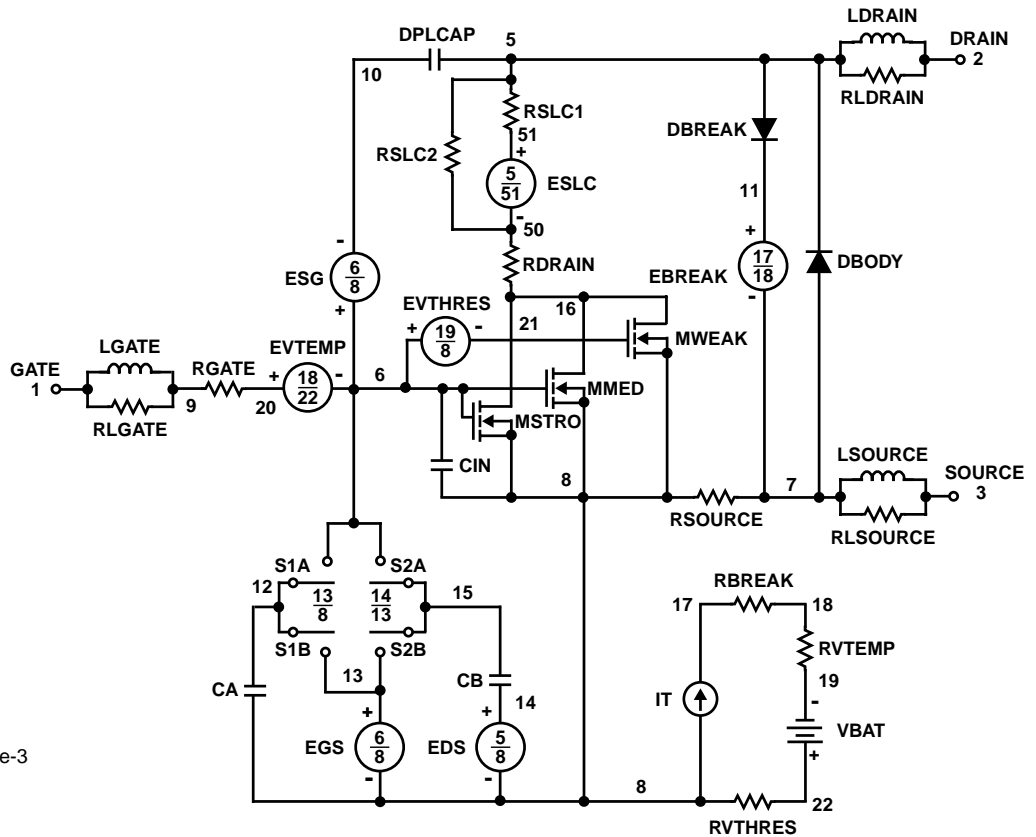 LDRAIN
DPLCAP
5
DRAIN
2
10
RLDRAIN
RSLC1
DBREAK
51
+
RSLC2
5
51
ESLC
11
-
50
-
+
RDRAIN
17
18
EBREAK
DBODY
6
8
ESG
+
-
16
EVTHRES
+
19
8
-
21
MWEAK
LGATE
EVTEMP
GATE
1
RGATE
+
18
22
-
6
MMED
9
20
RLGATE
MSTRO
LSOURCE
CIN
8
7
SOURCE
3
RSOURCE
RLSOURCE
S1A
S2A
12
13
8
14
13
15
RBREAK
17
18
S1B
S2B
RVTEMP
13
CB
CA
14
19
IT
-
+
+
VBAT
EGS
6
8
EDS
5
8
e-3
-
-
+
8
22
RVTHRES